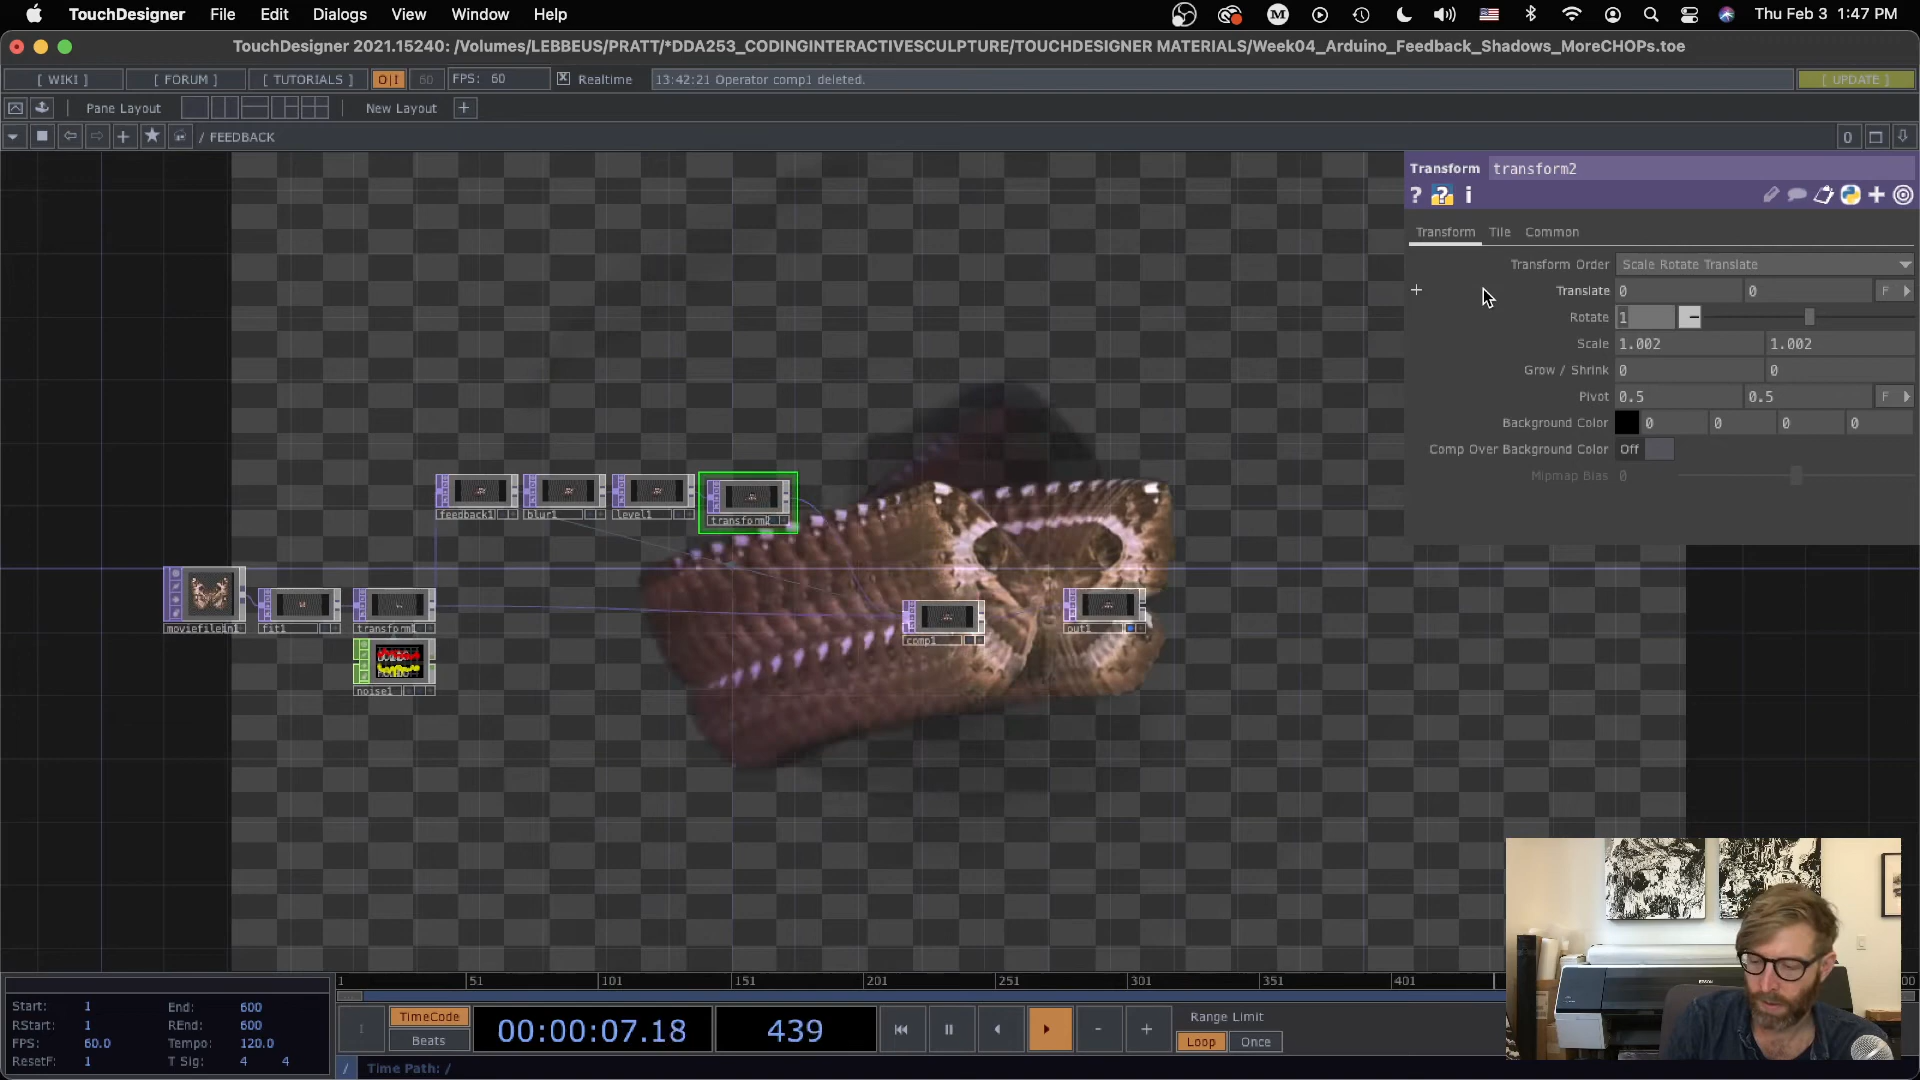 TouchDesigner File Edit Dialogs View Window Help Thu Feb 3 1:47 PM
TouchDesigner 2021.15240: /Volumes/LEBBEUS/PRATT/*DDA253_CODINGINTERACTIVESCULPTURE/TOUCHDESIGNER MATERIALS/Week04_Arduino_Feedback_Shadows_MoreCHOPs.toe
[ WIKI ] [ FORUM ] [ TUTORIALS ] O|I 60 FPS: 60 Realtime 13:42:21 Operator comp1 deleted. [ UPDATE ]
Pane Layout New Layout +
/ FEEDBACK 0
Transform transform2
? ? i
Transform Tile Common
Transform Order Scale Rotate Translate
Translate 0 0 F
Rotate 1
Scale 1.002 1.002
Grow / Shrink 0 0
Pivot 0.5 0.5 F
Background Color 0 0 0 0
Comp Over Background Color Off
Mipmap Bias 0
feedback1 blur1 level1 transform2
moviefilein1 fit1 transform1 comp1 out1
noise1
EPSON
1 51 101 151 201 251 301 351 401
Start: 1 End: 600
RStart: 1 REnd: 600
FPS: 60.0 Tempo: 120.0
ResetF: 1 T Sig: 4 4
TimeCode
Beats
00:00:07.18 439
Range Limit
Loop Once
/ Time Path: /